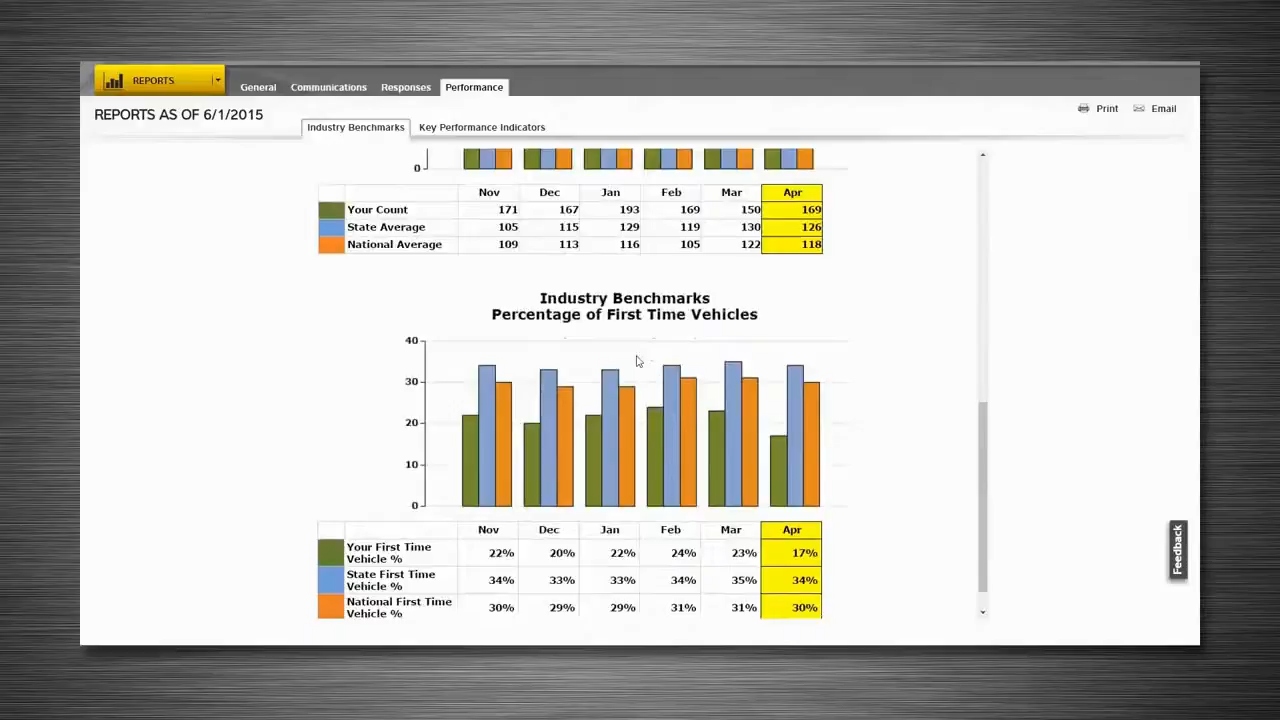 REPORTS
General Communications Responses Performance
REPORTS AS OF 6/1/2015
Print Email
Industry Benchmarks Key Performance Indicators
0
Nov Dec Jan Feb Mar Apr
Your Count 171 167 193 169 150 169
State Average 105 115 129 119 130 126
National Average 109 113 116 105 122 118
Industry Benchmarks
Percentage of First Time Vehicles
40
30
20
10
0
Nov Dec Jan Feb Mar Apr
Your First Time
Vehicle % 22% 20% 22% 24% 23% 17%
State First Time
Vehicle % 34% 33% 33% 34% 35% 34%
National First Time
Vehicle % 30% 29% 29% 31% 31% 30%
Feedback